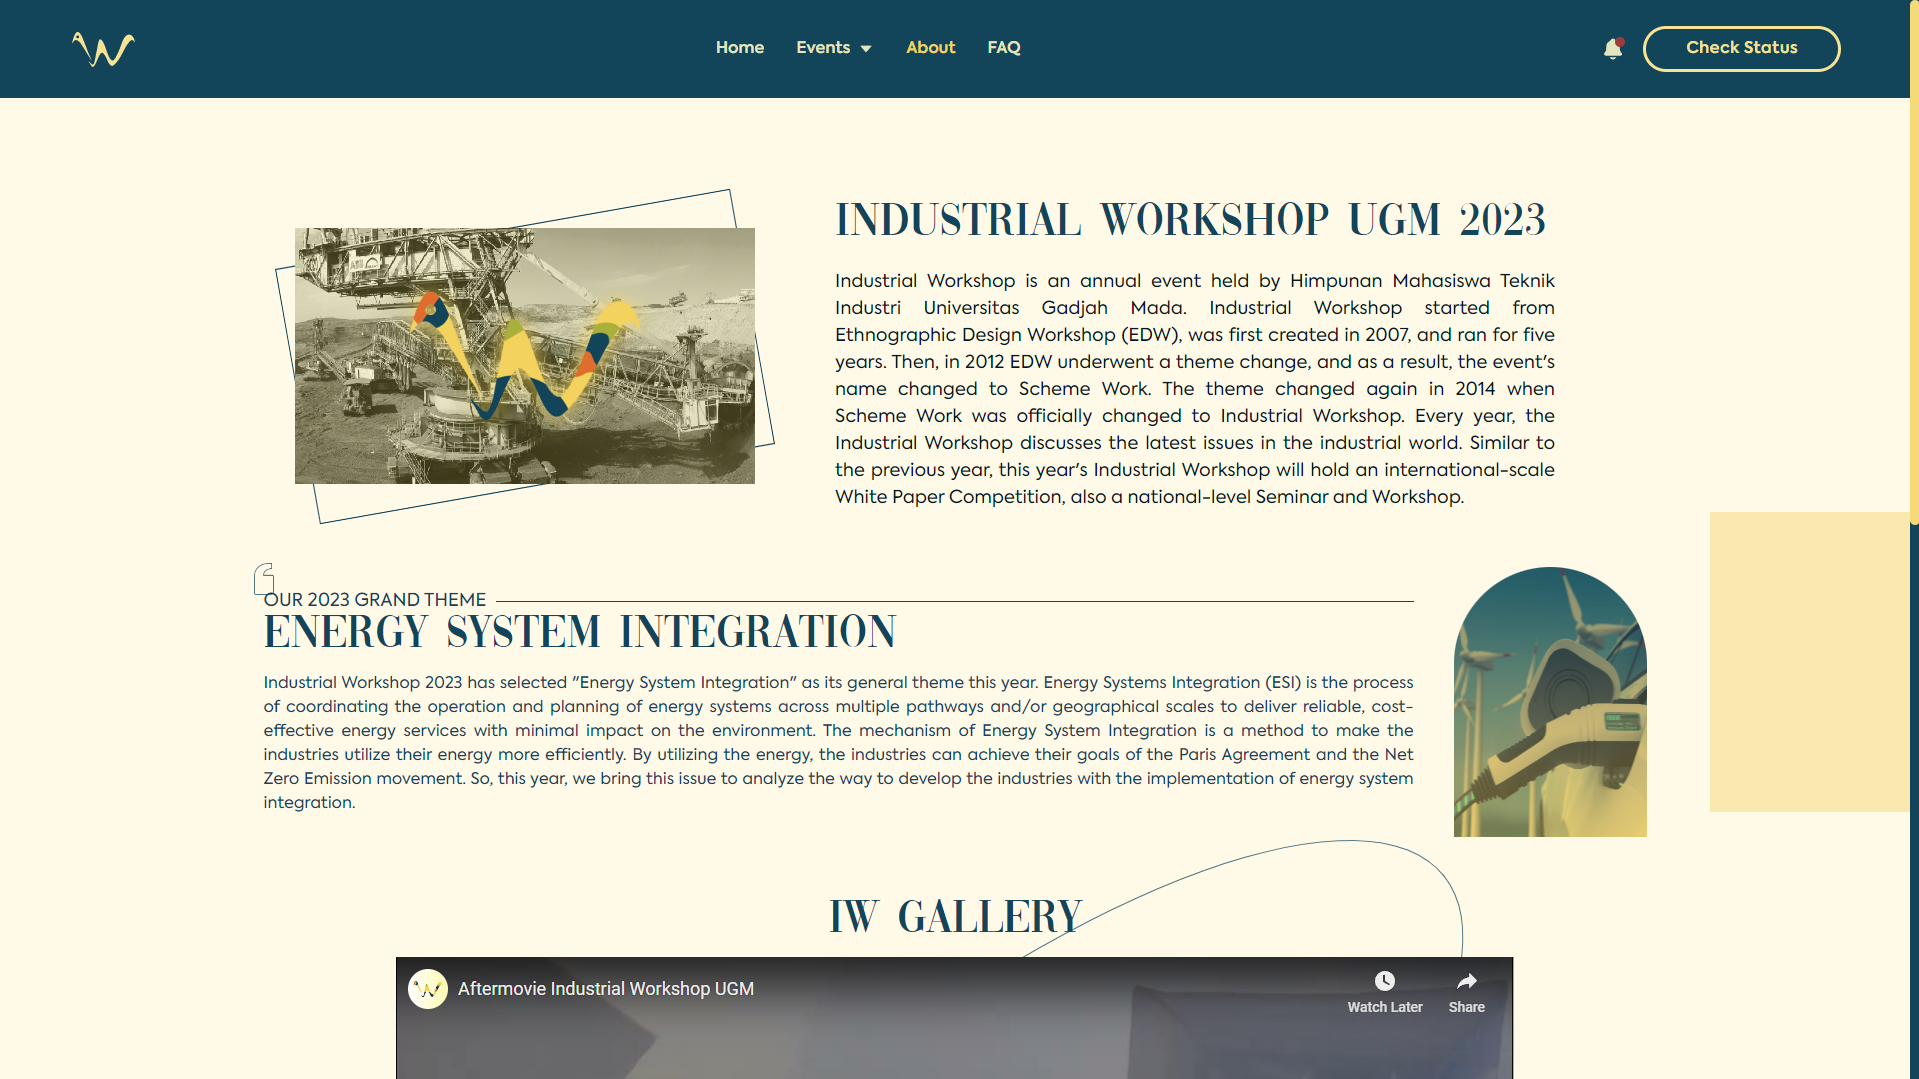 Home Events About FAQ Check Status
INDUSTRIAL WORKSHOP UGM 2023
Industrial Workshop is an annual event held by Himpunan Mahasiswa Teknik
Industri Universitas Gadjah Mada. Industrial Workshop started from
Ethnographic Design Workshop (EDW), was first created in 2007, and ran for five
years. Then, in 2012 EDW underwent a theme change, and as a result, the event's
name changed to Scheme Work. The theme changed again in 2014 when
Scheme Work was officially changed to Industrial Workshop. Every year, the
Industrial Workshop discusses the latest issues in the industrial world. Similar to
the previous year, this year's Industrial Workshop will hold an international-scale
White Paper Competition, also a national-level Seminar and Workshop.
OUR 2023 GRAND THEME
ENERGY SYSTEM INTEGRATION
Industrial Workshop 2023 has selected "Energy System Integration" as its general theme this year. Energy Systems Integration (ESI) is the process
of coordinating the operation and planning of energy systems across multiple pathways and/or geographical scales to deliver reliable, cost-
effective energy services with minimal impact on the environment. The mechanism of Energy System Integration is a method to make the
industries utilize their energy more efficiently. By utilizing the energy, the industries can achieve their goals of the Paris Agreement and the Net
Zero Emission movement. So, this year, we bring this issue to analyze the way to develop the industries with the implementation of energy system
integration.
IW GALLERY
Aftermovie Industrial Workshop UGM
Watch Later Share